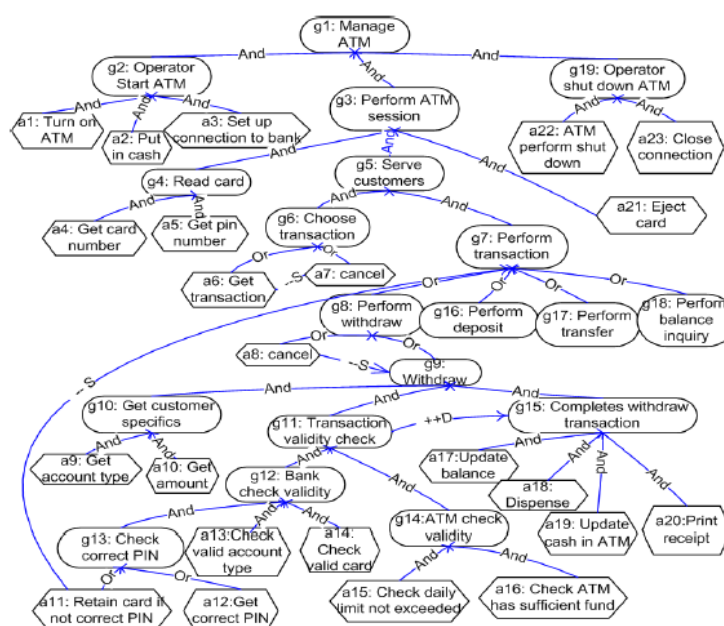 g1: Manage
ATM
And
And
And
g2: Operator
Start ATM
g3: Perform ATM
session
g19: Operator
shut down ATM
And
And
And
And
And
a1: Turn on
ATM
a2: Put
in cash
a3: Set up
connection to bank
a22: ATM
perform shut
down
a23: Close
connection
And
And
And
g4: Read card
g5: Serve
customers
a21: Eject
card
And
And
And
And
a4: Get card
number
a5: Get pin
number
g6: Choose
transaction
g7: Perform
transaction
Or
Or
a6: Get
transaction
--S
a7: cancel
Or
Or
Or
Or
g8: Perform
withdraw
g16: Perform
deposit
g17: Perform
transfer
g18: Perform
balance
inquiry
Or
Or
a8: cancel
--S
g9:
Withdraw
--S
And
And
And
g10: Get customer
specifics
g11: Transaction
validity check
++D
g15: Completes withdraw
transaction
And
And
a9: Get
account type
a10: Get
amount
And
And
And
And
And
And
g12: Bank
check validity
a17:Update
balance
a18:
Dispense
a19: Update
cash in ATM
a20:Print
receipt
And
And
And
g13: Check
correct PIN
a13:Check
valid account
type
a14:
Check
valid card
g14:ATM check
validity
Or
Or
And
And
a11: Retain card if
not correct PIN
a12:Get
correct PIN
a15: Check daily
limit not exceeded
a16: Check ATM
has sufficient fund